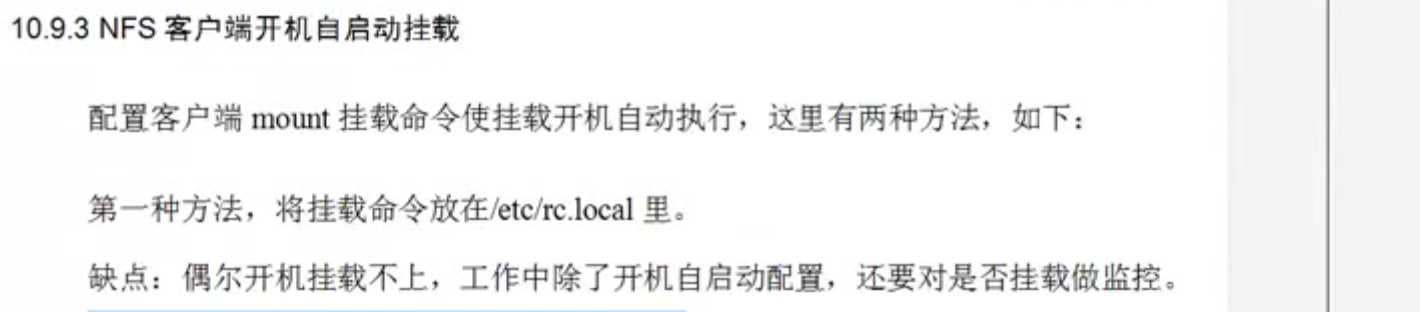 10.9.3 NFS 客户端开机自启动挂载
配置客户端 mount 挂载命令使挂载开机自动执行，这里有两种方法，如下：
第一种方法，将挂载命令放在/etc/rc.local 里。
缺点：偶尔开机挂载不上，工作中除了开机自启动配置，还要对是否挂载做监控。